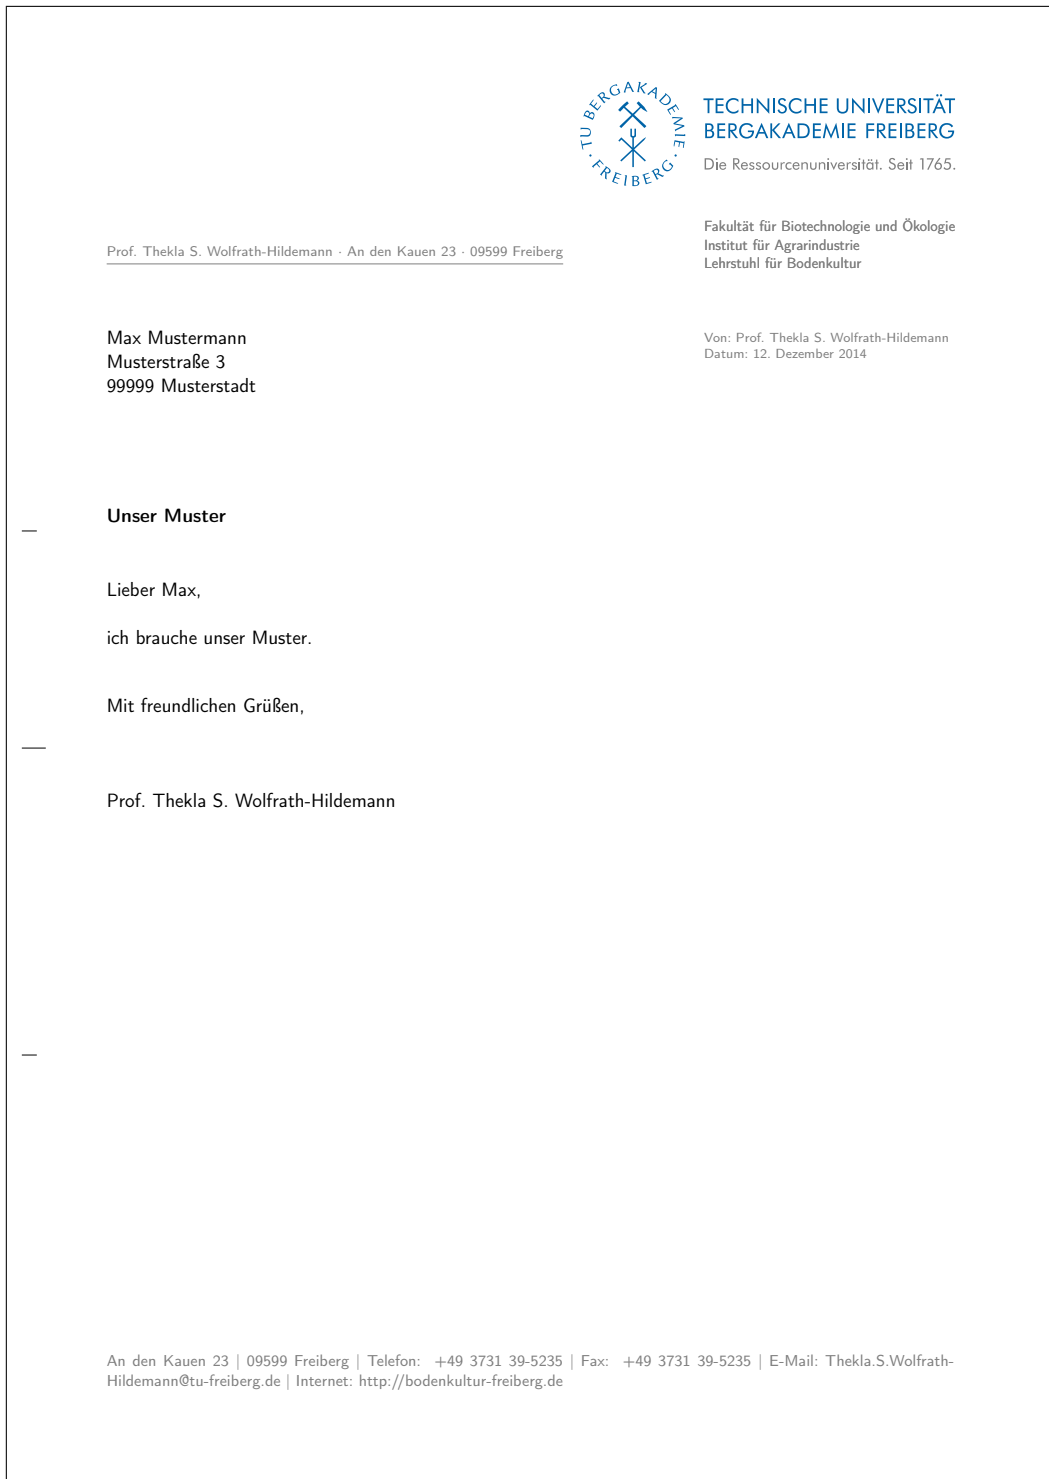 TU BERGAKADEMIE
· FREIBERG ·
TECHNISCHE UNIVERSITÄT
BERGAKADEMIE FREIBERG
Die Ressourcenuniversität. Seit 1765.
Fakultät für Biotechnologie und Ökologie
Institut für Agrarindustrie
Lehrstuhl für Bodenkultur
Prof. Thekla S. Wolfrath-Hildemann · An den Kauen 23 · 09599 Freiberg
Von: Prof. Thekla S. Wolfrath-Hildemann
Datum: 12. Dezember 2014
Max Mustermann
Musterstraße 3
99999 Musterstadt
Unser Muster
Lieber Max,
ich brauche unser Muster.
Mit freundlichen Grüßen,
Prof. Thekla S. Wolfrath-Hildemann
An den Kauen 23 | 09599 Freiberg | Telefon: +49 3731 39-5235 | Fax: +49 3731 39-5235 | E-Mail: Thekla.S.Wolfrath-
Hildemann@tu-freiberg.de | Internet: http://bodenkultur-freiberg.de